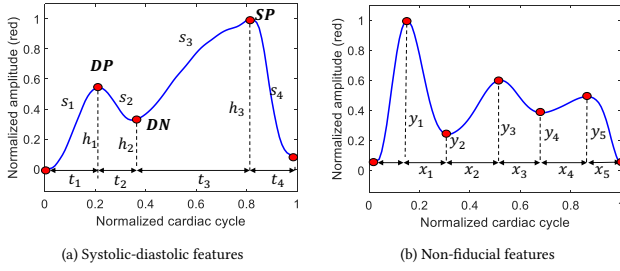 Normalized amplitude (red)
1
0.8
0.6
0.4
0.2
0
DP
DN
SP
s1
s2
s3
s4
h1
h2
h3
t1
t2
t3
t4
0 0.2 0.4 0.6 0.8 1
Normalized cardiac cycle
(a) Systolic-diastolic features
Normalized amplitude (red)
1
0.8
0.6
0.4
0.2
0
y1
y2
y3
y4
y5
x1
x2
x3
x4
x5
0 0.2 0.4 0.6 0.8 1
Normalized cardiac cycle
(b) Non-fiducial features